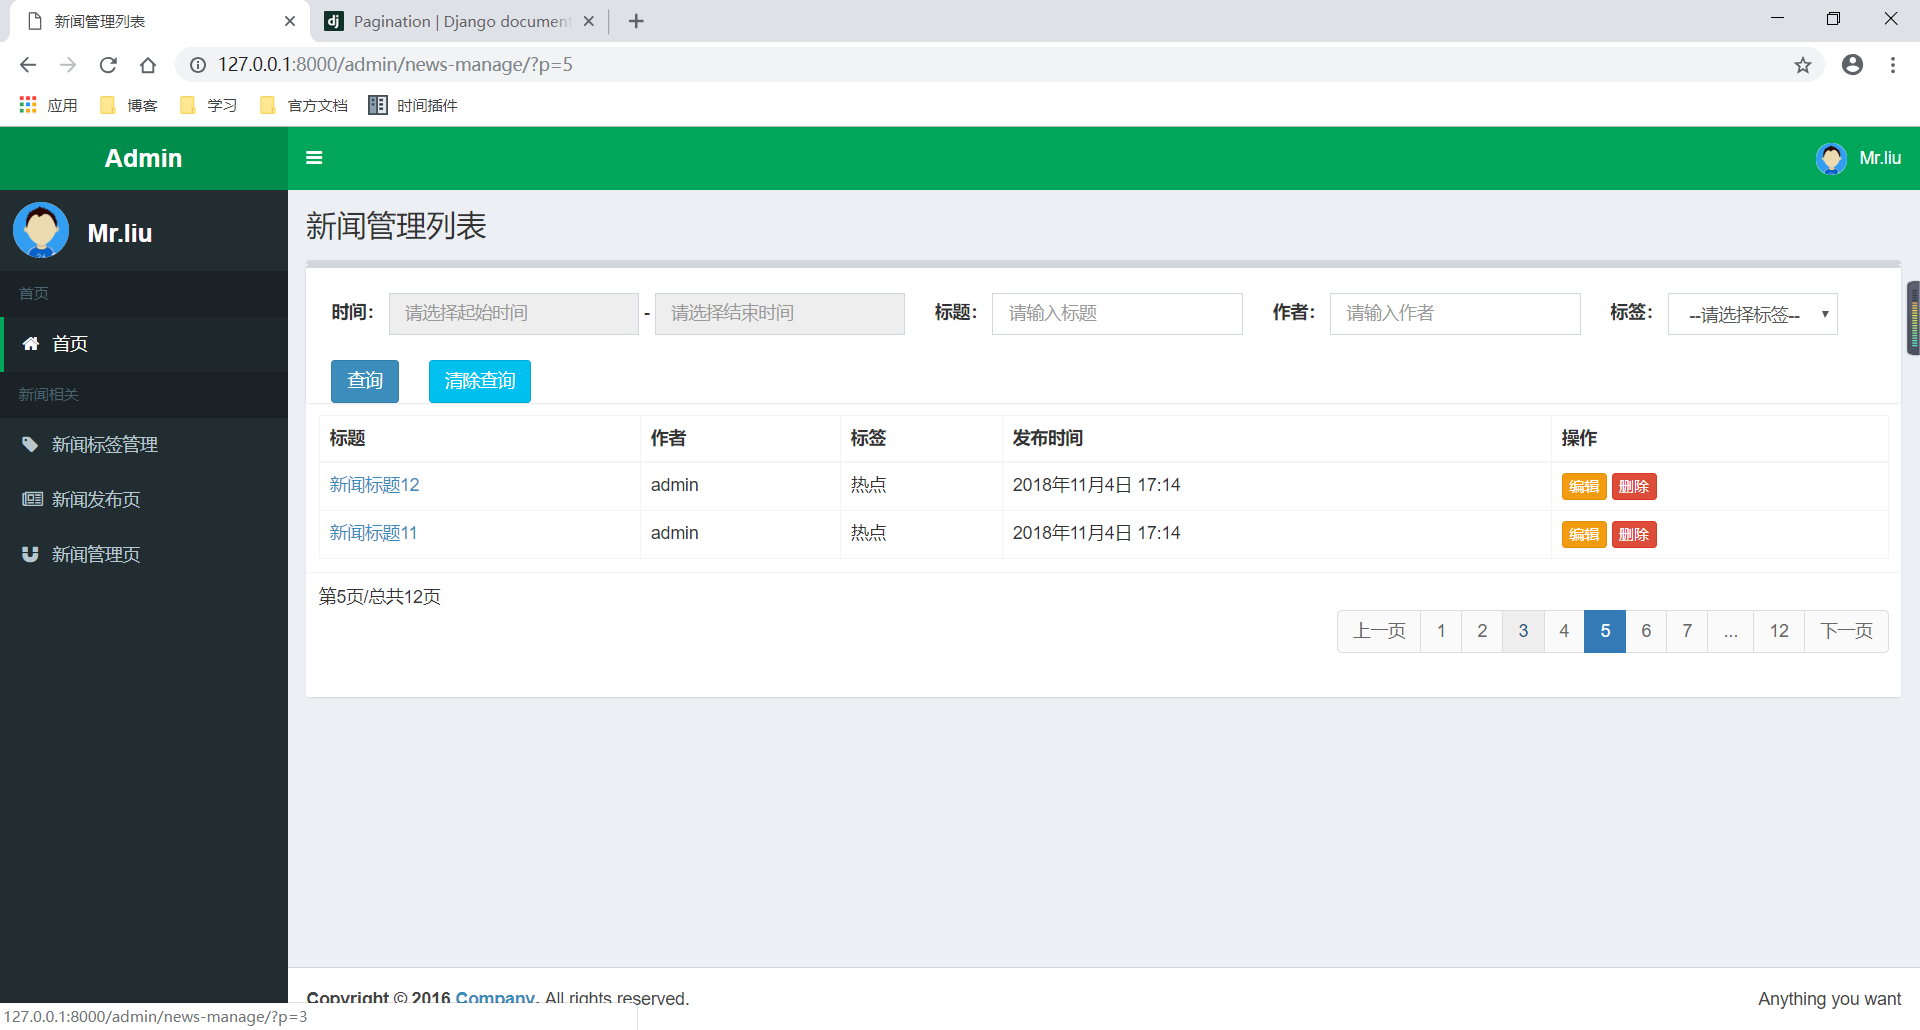 新闻管理列表
Pagination | Django document
127.0.0.1:8000/admin/news-manage/?p=5
应用 博客 学习 官方文档 时间插件
Admin
Mr.liu
Mr.liu
首页
首页
新闻相关
新闻标签管理
新闻发布页
新闻管理页
新闻管理列表
时间： 请选择起始时间 - 请选择结束时间 标题： 请输入标题 作者： 请输入作者 标签： --请选择标签--
查询 清除查询
标题 作者 标签 发布时间 操作
新闻标题12 admin 热点 2018年11月4日 17:14 编辑 删除
新闻标题11 admin 热点 2018年11月4日 17:14 编辑 删除
第5页/总共12页
上一页 1 2 3 4 5 6 7 ... 12 下一页
Copyright © 2016 Company. All rights reserved. Anything you want
127.0.0.1:8000/admin/news-manage/?p=3